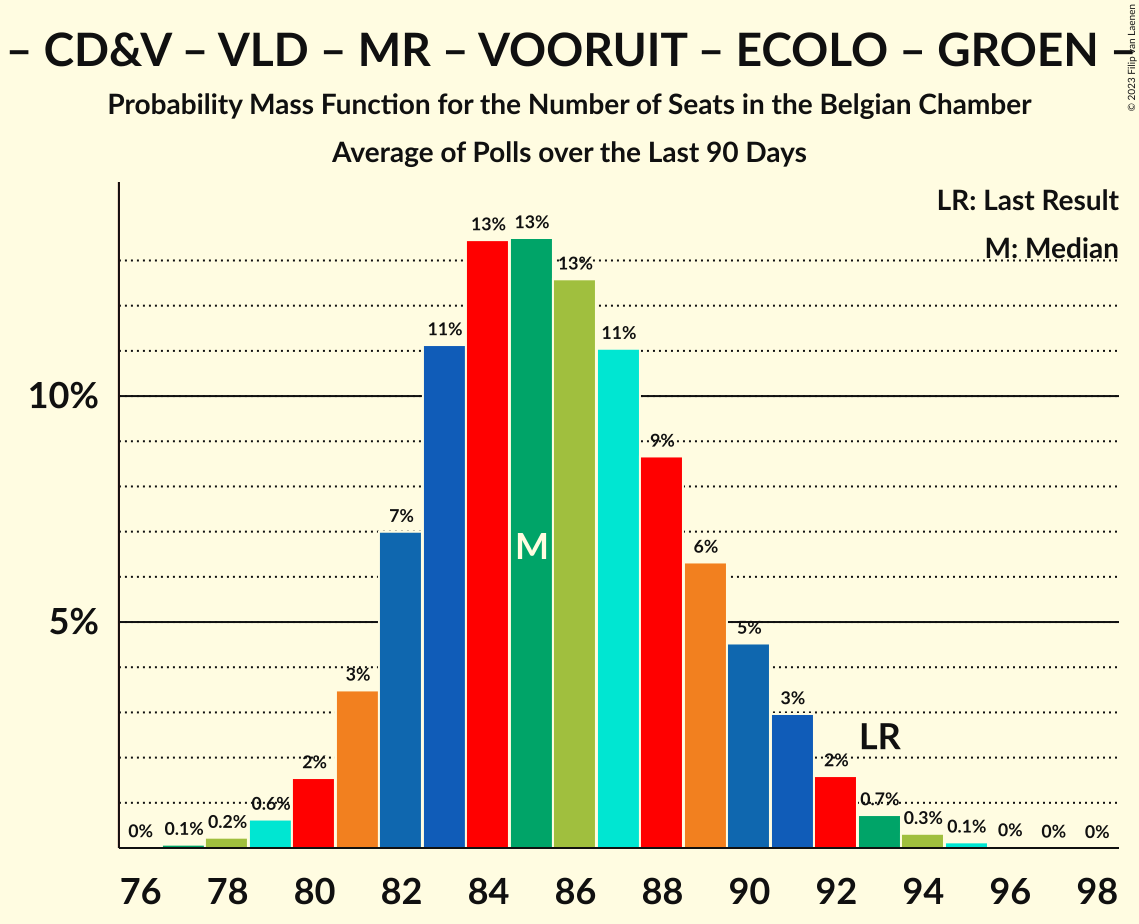 – CD&V – VLD – MR – VOORUIT – ECOLO – GROEN –
© 2023 Filip van Laenen
Probability Mass Function for the Number of Seats in the Belgian Chamber
Average of Polls over the Last 90 Days
LR: Last Result
M: Median
13% 13%
13%
11% 11%
10%
9%
7%
6%
M
5%
5%
3%
3%
LR
2% 2%
0.6% 0.7%
0% 0.1% 0.2% 0.3% 0.1% 0% 0% 0%
76 78 80 82 84 86 88 90 92 94 96 98